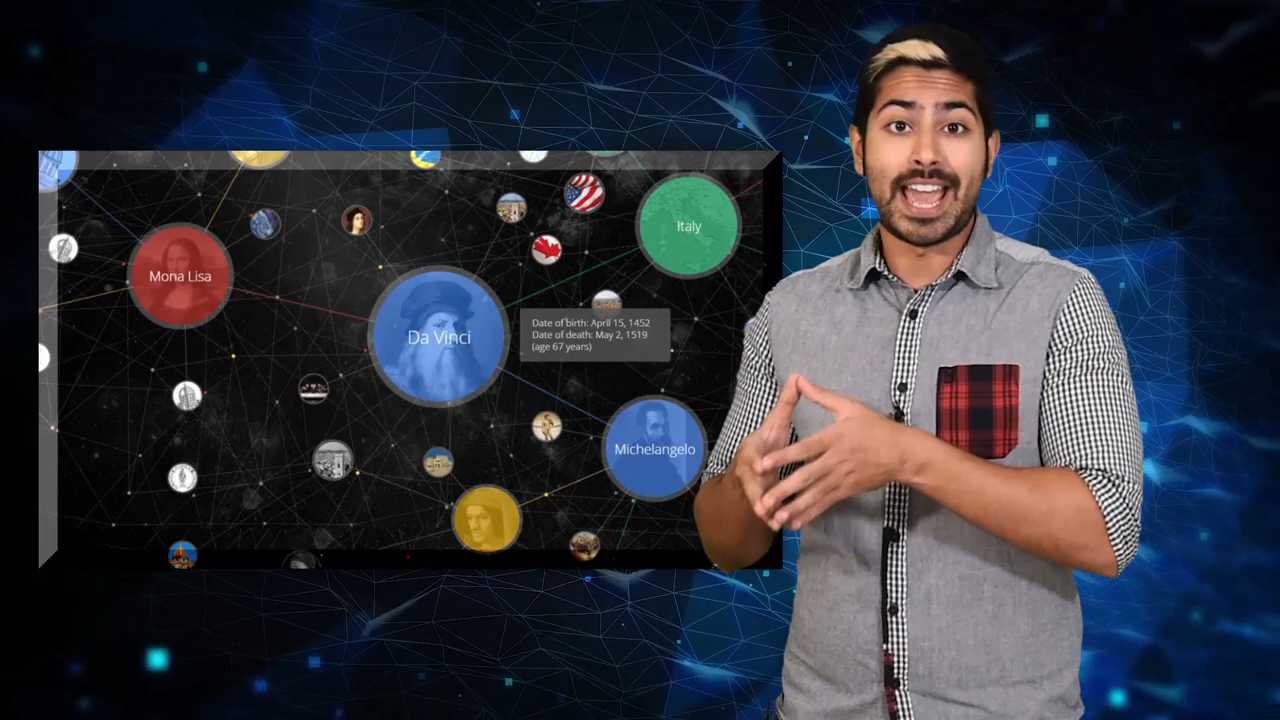 Italy
Mona Lisa
Da Vinci
Date of birth: April 15, 1452
Date of death: May 2, 1519
(age 67 years)
Michelangelo